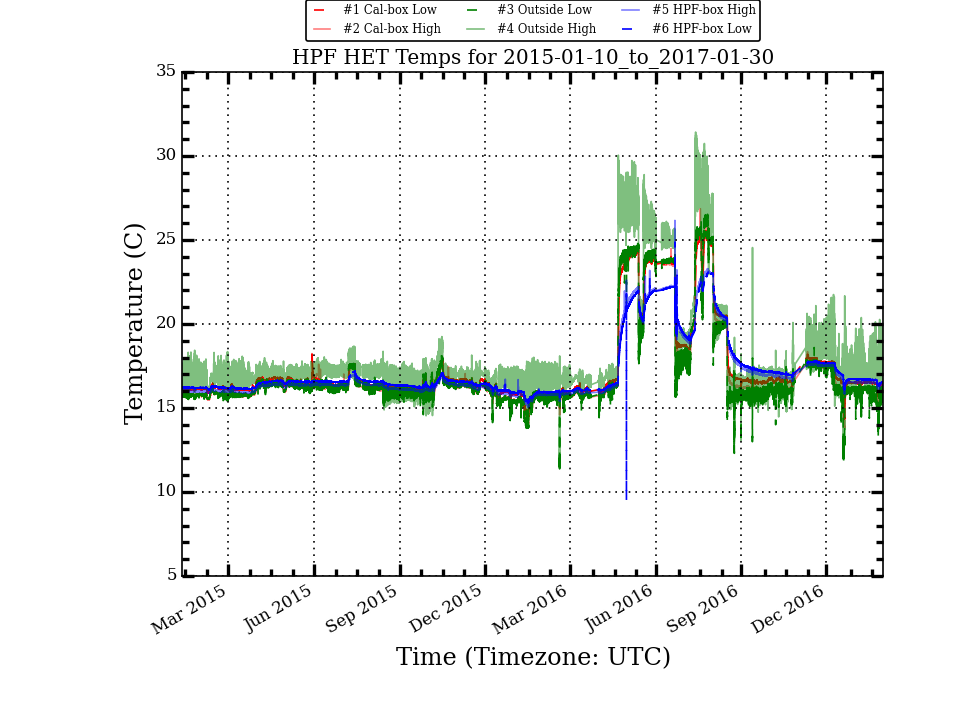 #1 Cal-box Low #3 Outside Low #5 HPF-box High
#2 Cal-box High #4 Outside High #6 HPF-box Low
HPF HET Temps for 2015-01-10_to_2017-01-30
35
30
25
20
15
10
5
Temperature (C)
Mar 2015 Jun 2015 Sep 2015 Dec 2015 Mar 2016 Jun 2016 Sep 2016 Dec 2016
Time (Timezone: UTC)